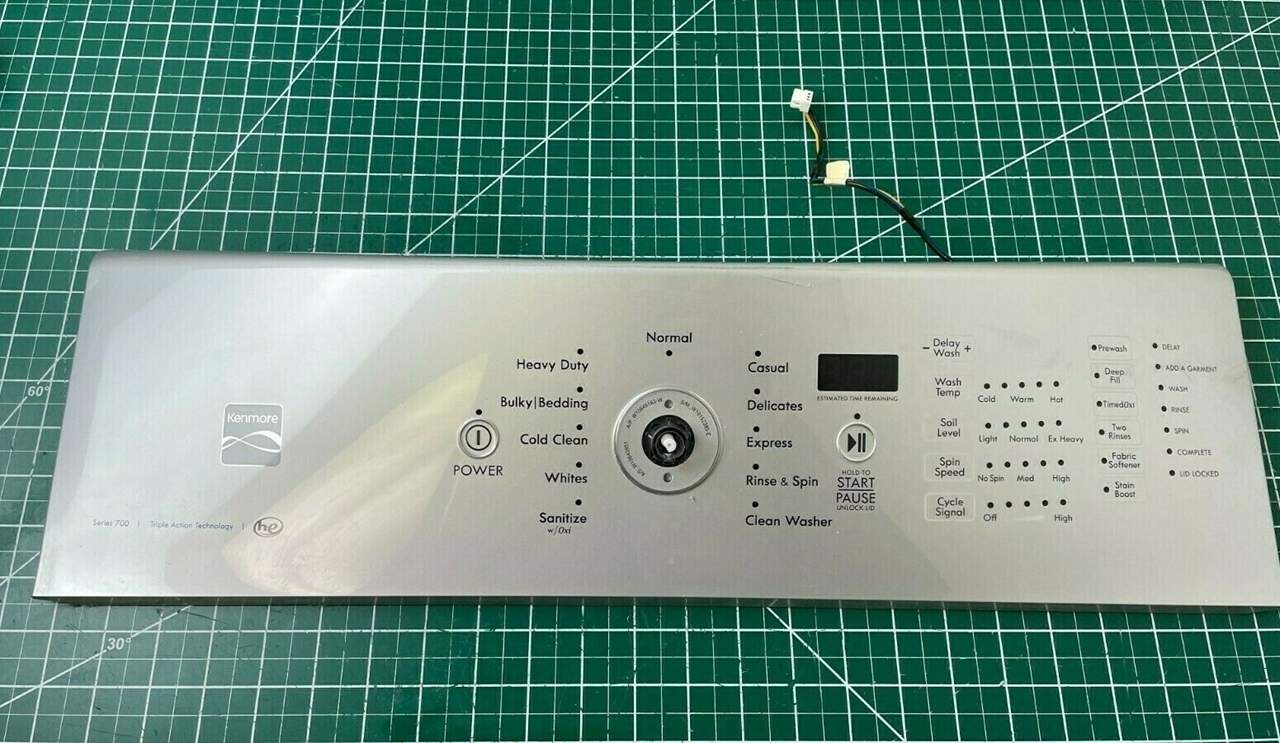 60°
30°
Kenmore
Series 700 | Triple Action Technology | he
POWER
Normal
Heavy Duty
Bulky|Bedding
Cold Clean
Whites
Sanitize
w/Oxi
Casual
Delicates
Express
Rinse & Spin
Clean Washer
ESTIMATED TIME REMAINING
HOLD TO
START
PAUSE
UNLOCK LID
− Delay Wash +
Wash Temp
Cold Warm Hot
Soil Level
Light Normal Ex Heavy
Spin Speed
No Spin Med High
Cycle Signal
Off High
Prewash
Deep Fill
TimedOxi
Two Rinses
Fabric Softener
Stain Boost
DELAY
ADD A GARMENT
WASH
RINSE
SPIN
COMPLETE
LID LOCKED